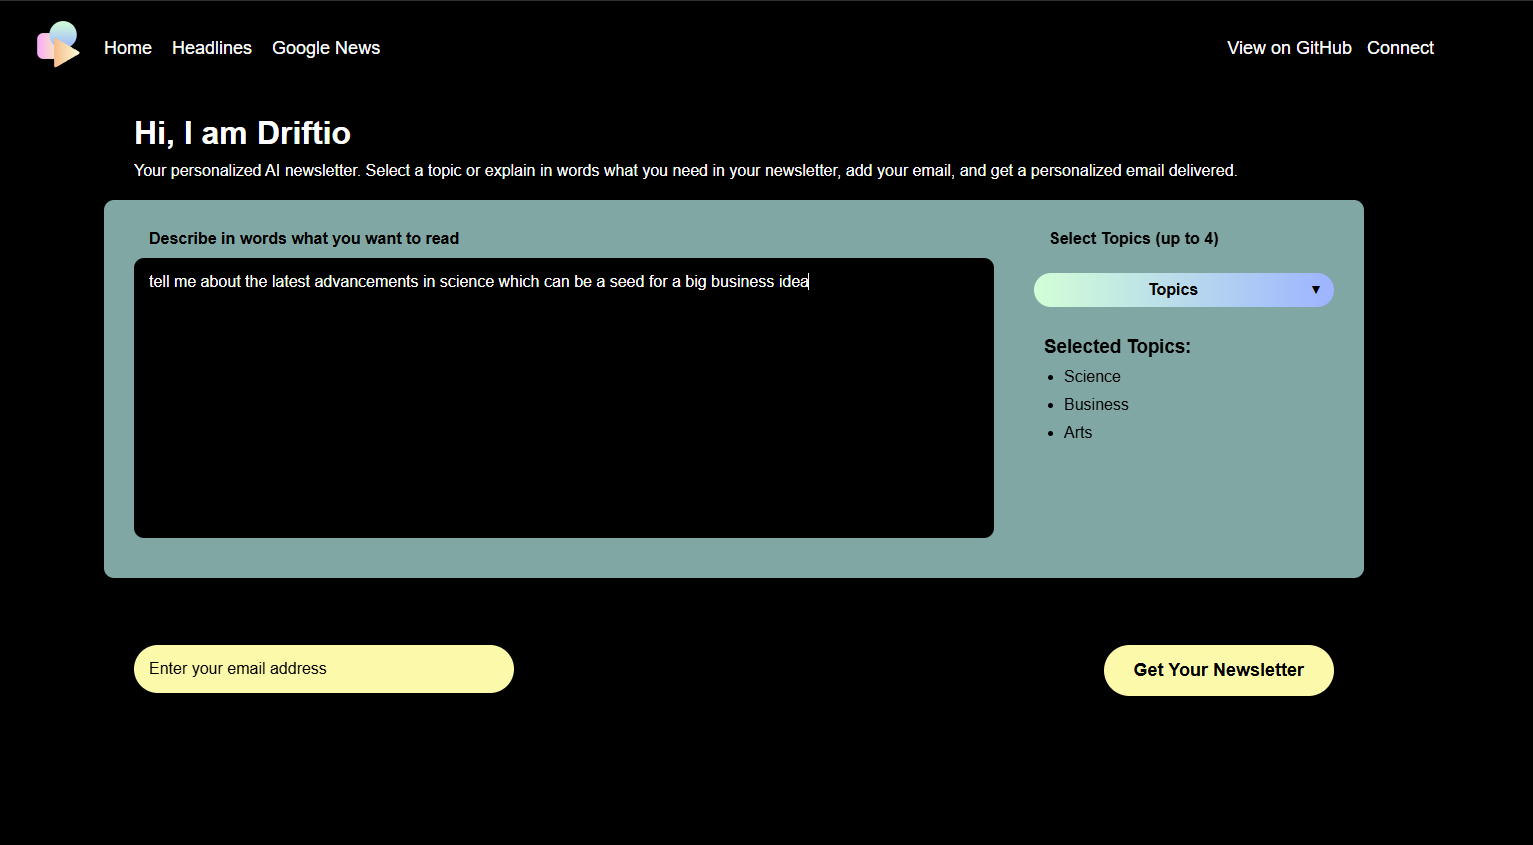 Home Headlines Google News View on GitHub Connect
Hi, I am Driftio
Your personalized AI newsletter. Select a topic or explain in words what you need in your newsletter, add your email, and get a personalized email delivered.
Describe in words what you want to read
tell me about the latest advancements in science which can be a seed for a big business idea
Select Topics (up to 4)
Topics ▼
Selected Topics:
• Science
• Business
• Arts
Enter your email address
Get Your Newsletter